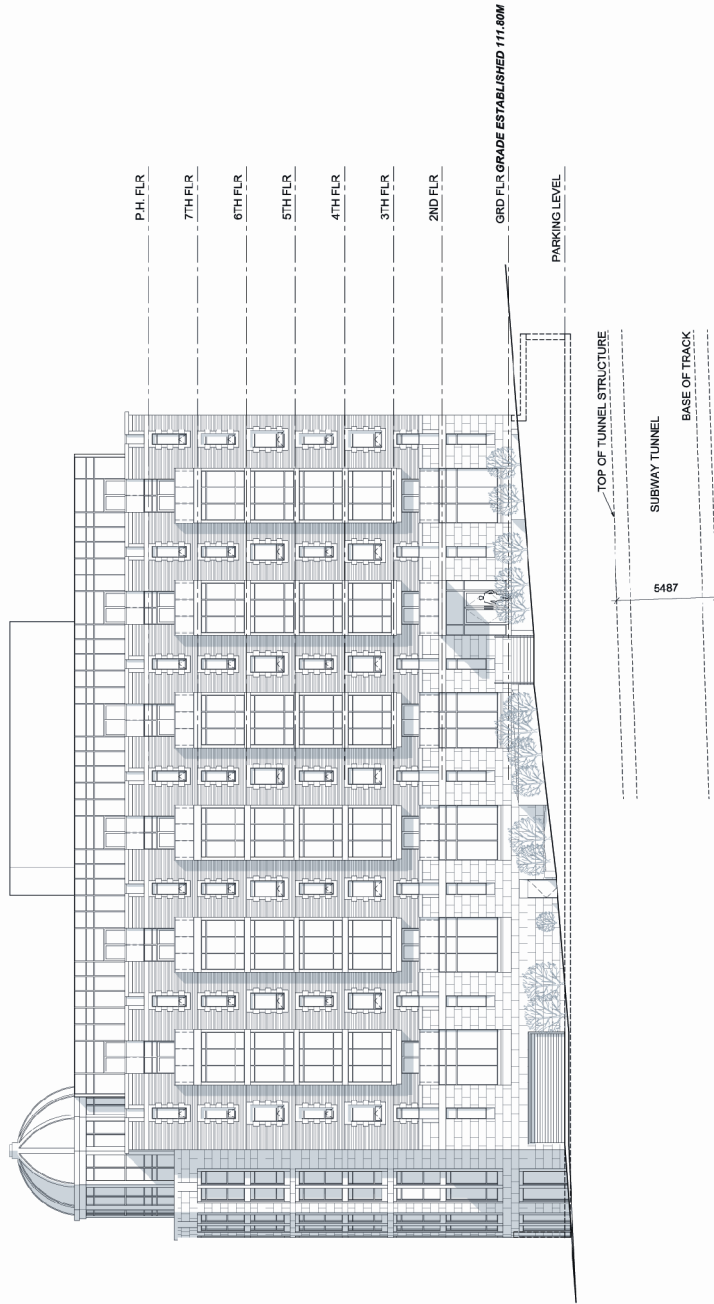 P.H. FLR
7TH FLR
6TH FLR
5TH FLR
4TH FLR
3TH FLR
2ND FLR
GRD FLR GRADE ESTABLISHED 111.80M
PARKING LEVEL
TOP OF TUNNEL STRUCTURE
SUBWAY TUNNEL
BASE OF TRACK
5487